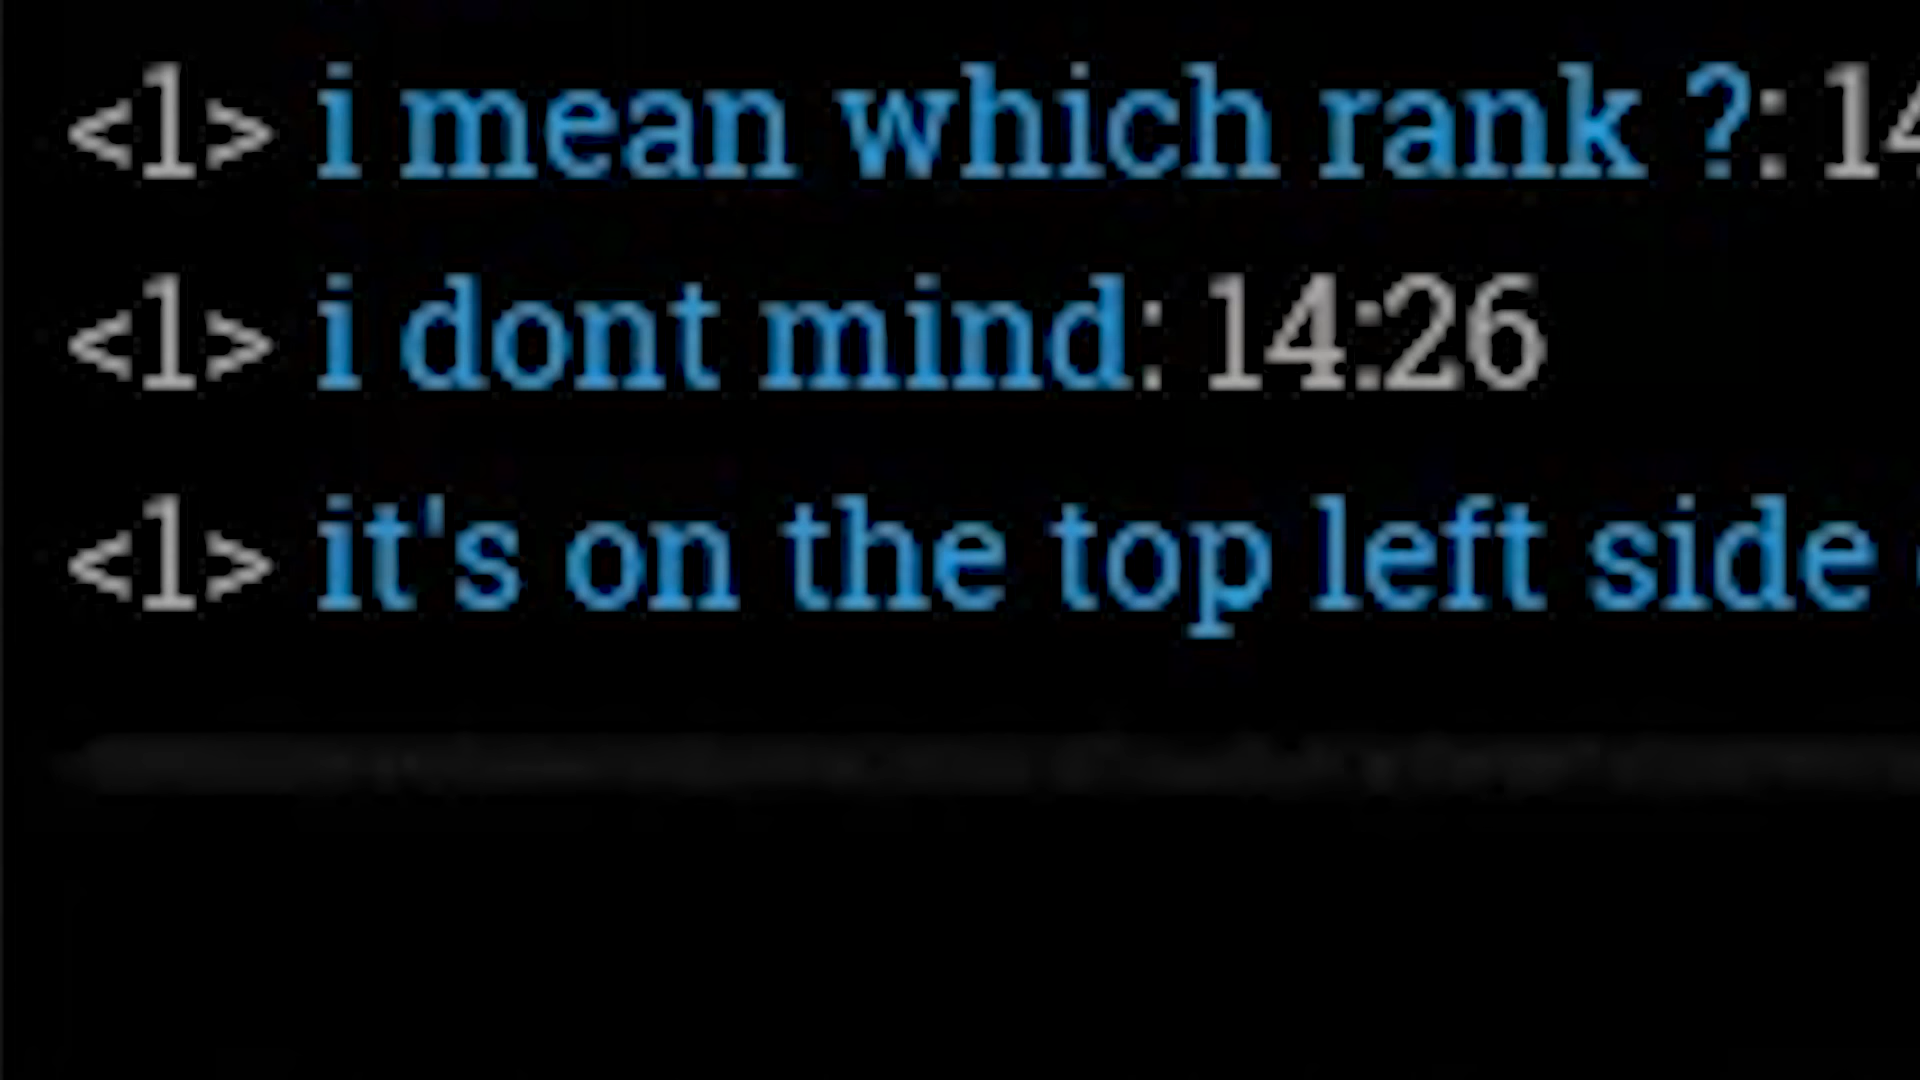 <1> i mean which rank ?: 14
<1> i dont mind: 14:26
<1> it's on the top left side